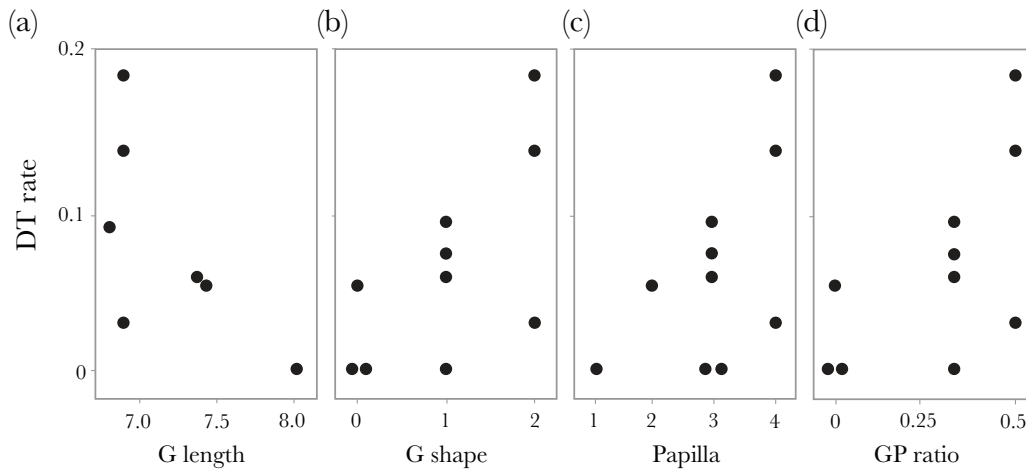 (a) (b) (c) (d)
0.2
0.1
0
DT rate
7.0 7.5 8.0 0 1 2 1 2 3 4 0 0.25 0.5
G length G shape Papilla GP ratio